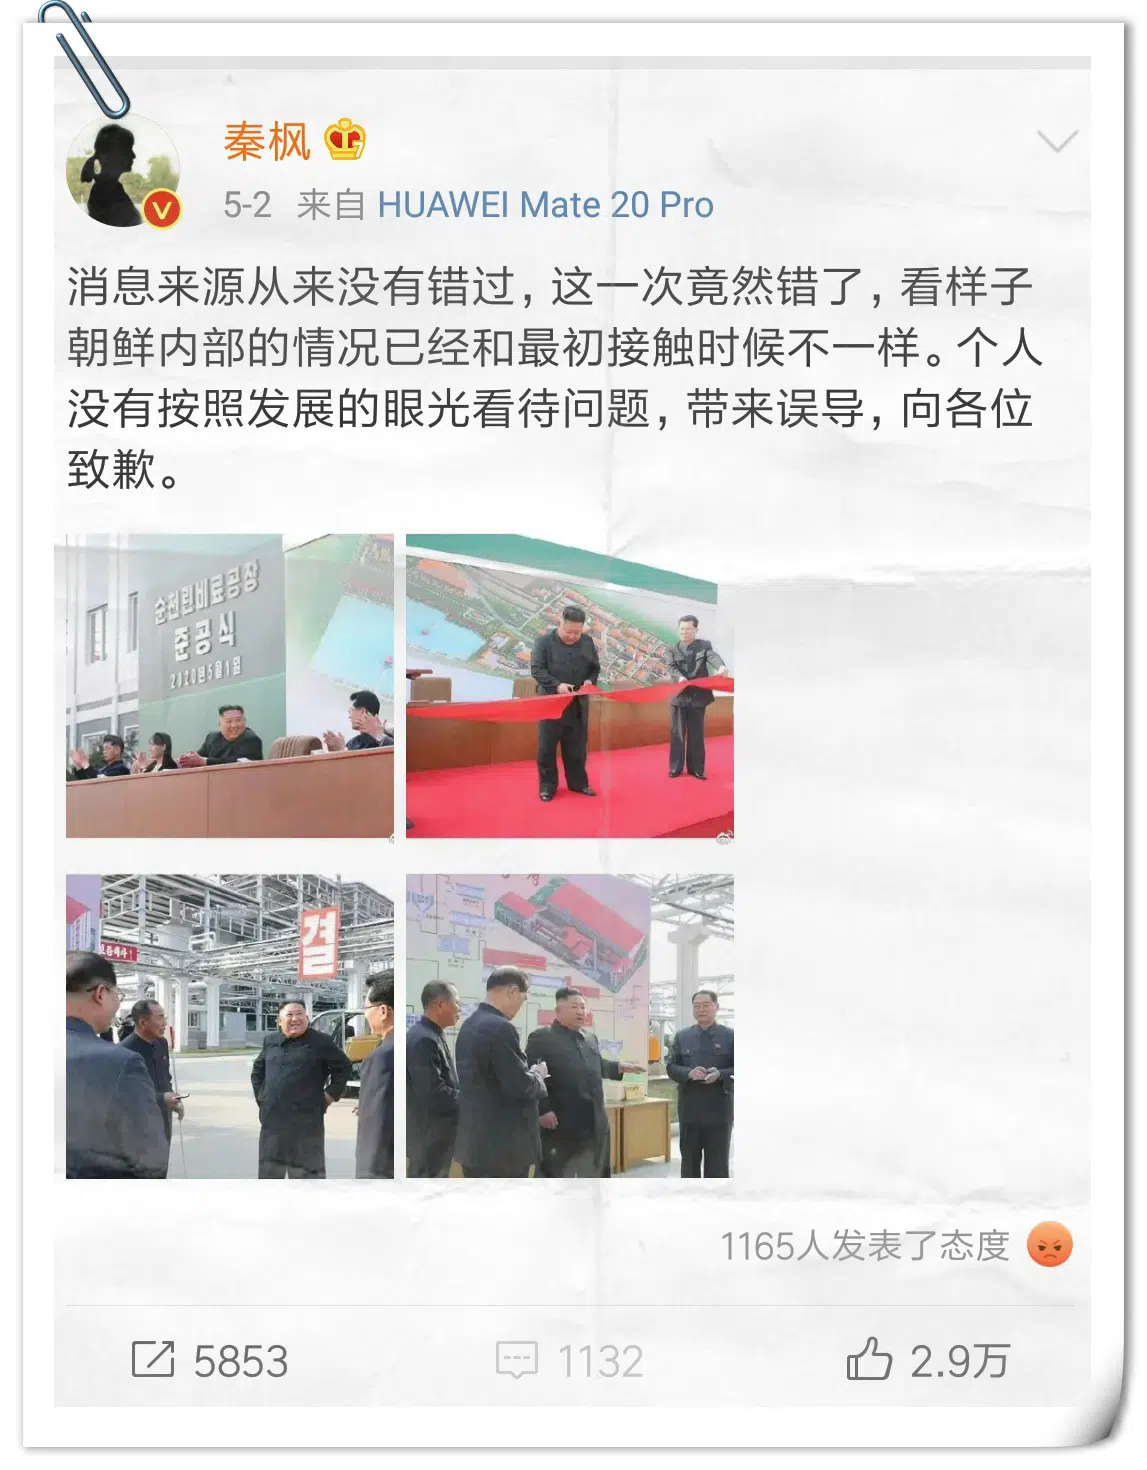 秦枫
5-2 来自 HUAWEI Mate 20 Pro
消息来源从来没有错过，这一次竟然错了，看样子
朝鲜内部的情况已经和最初接触时候不一样。个人
没有按照发展的眼光看待问题，带来误导，向各位
致歉。
순천린비료공장
준공식
2020년5월1일
결
1165人发表了态度
5853
1132
2.9万